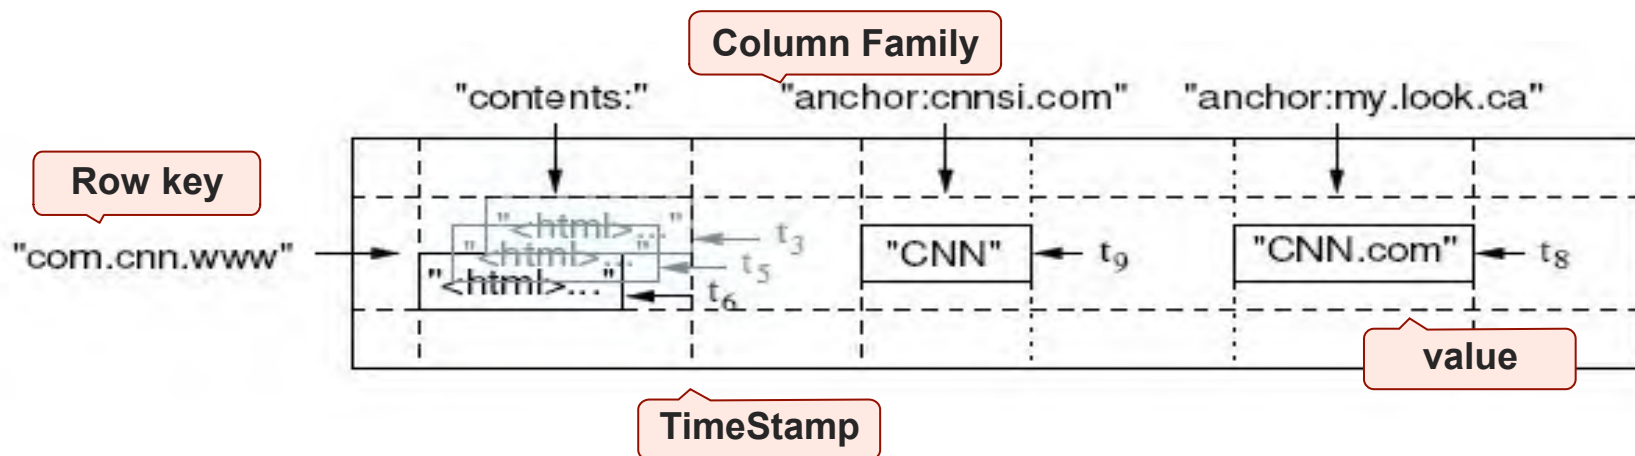 Column Family
"contents:" "anchor:cnnsi.com" "anchor:my.look.ca"
Row key
"<html>..." t3
"com.cnn.www" "<html>..." t5 "CNN" t9 "CNN.com" t8
"<html>..." t6
value
TimeStamp